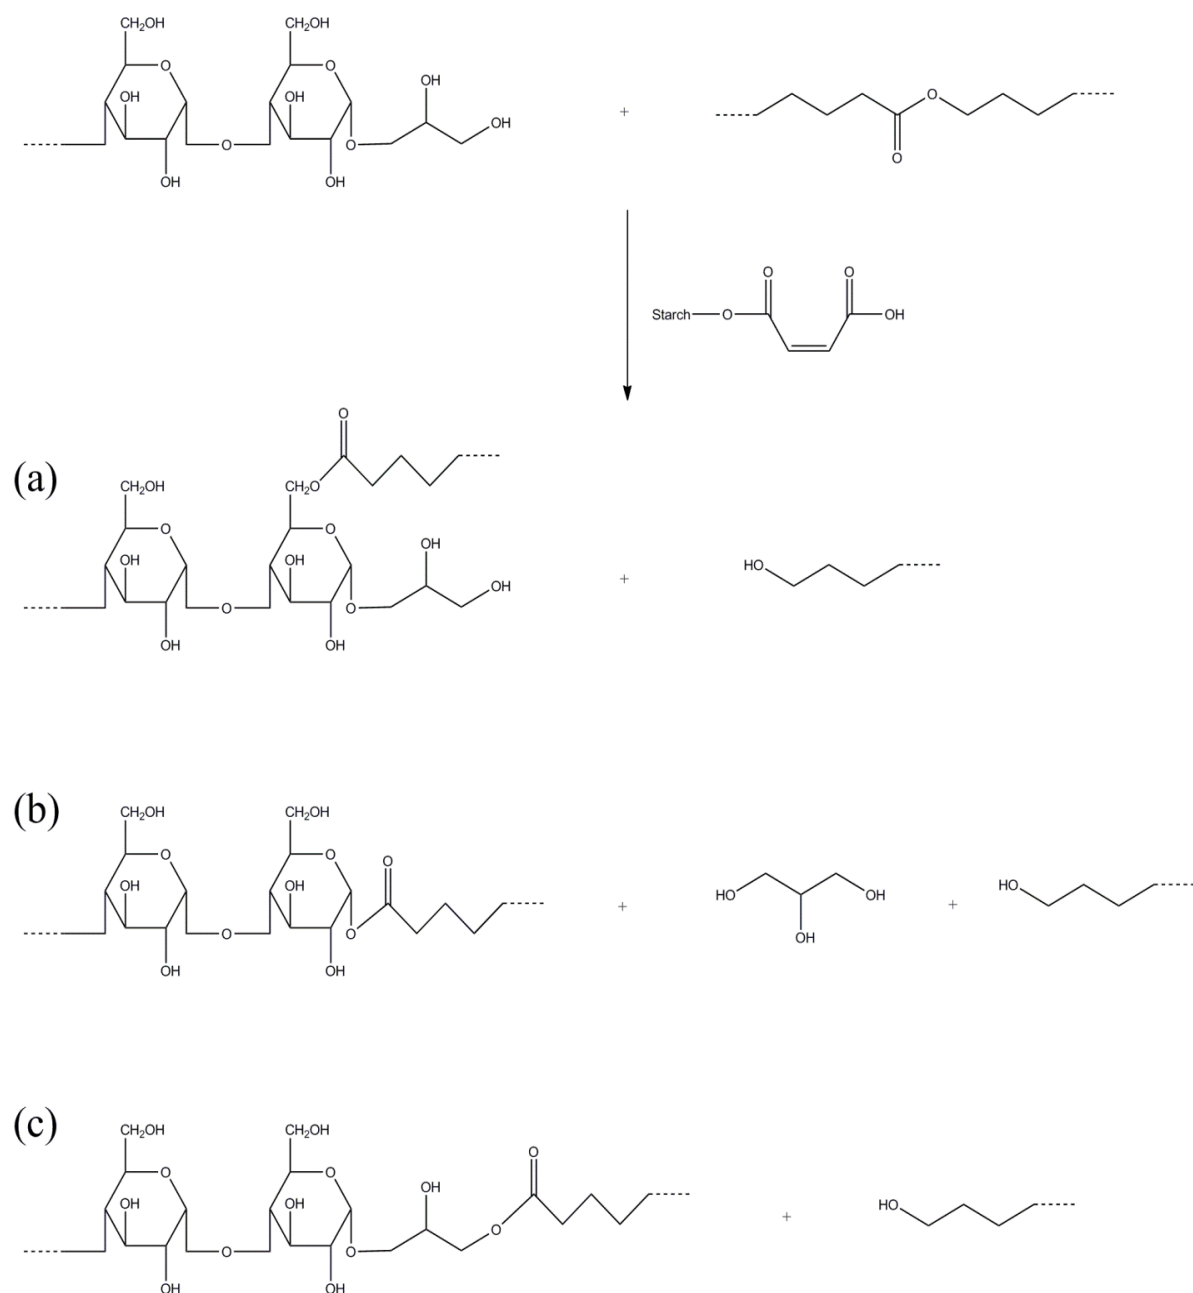 CH2OH CH2OH
O O
OH OH OH
OH
+ O
O O O
OH OH
O O
Starch O OH
O
(a)
CH2OH CH2O O
O O
OH OH OH
OH HO
+
O O
OH OH
(b)
CH2OH CH2OH
O O O
OH OH
HO OH HO
+ +
O O
OH
OH OH
(c)
CH2OH CH2OH
O
O O
OH OH OH
HO
O
+
O O
OH OH